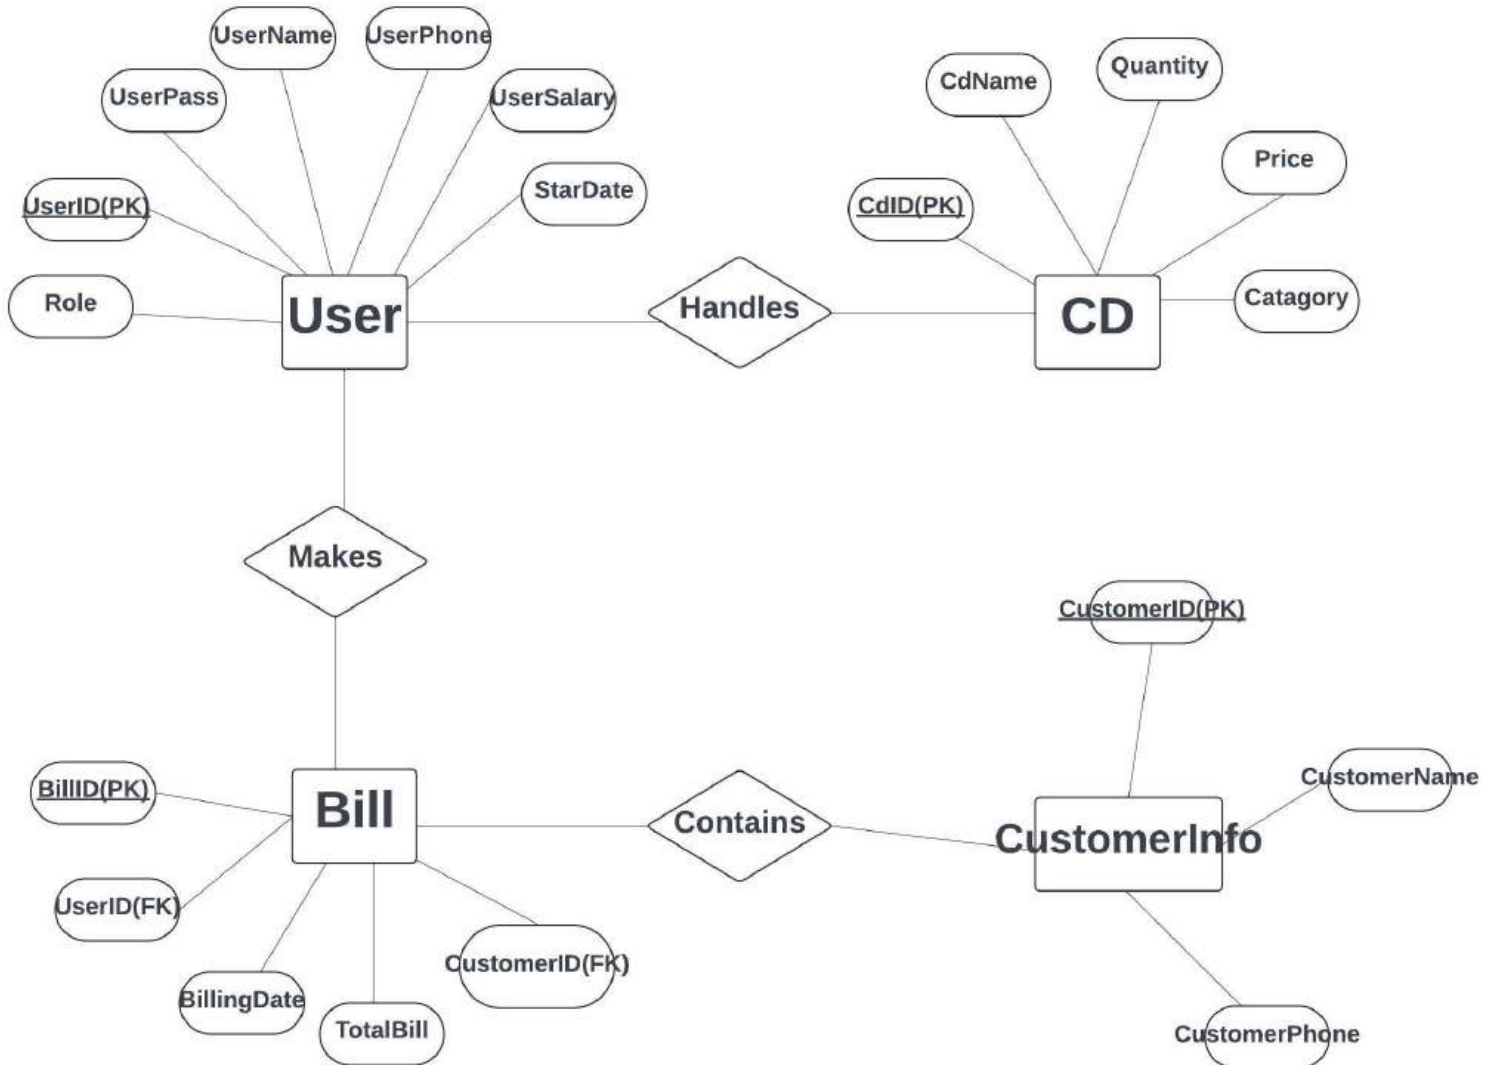 UserName
UserPhone
UserPass
UserSalary
CdName
Quantity
Price
UserID(PK)
StarDate
CdID(PK)
Role
User
Handles
CD
Catagory
Makes
CustomerID(PK)
BillID(PK)
Bill
Contains
CustomerInfo
CustomerName
UserID(FK)
BillingDate
TotalBill
CustomerID(FK)
CustomerPhone